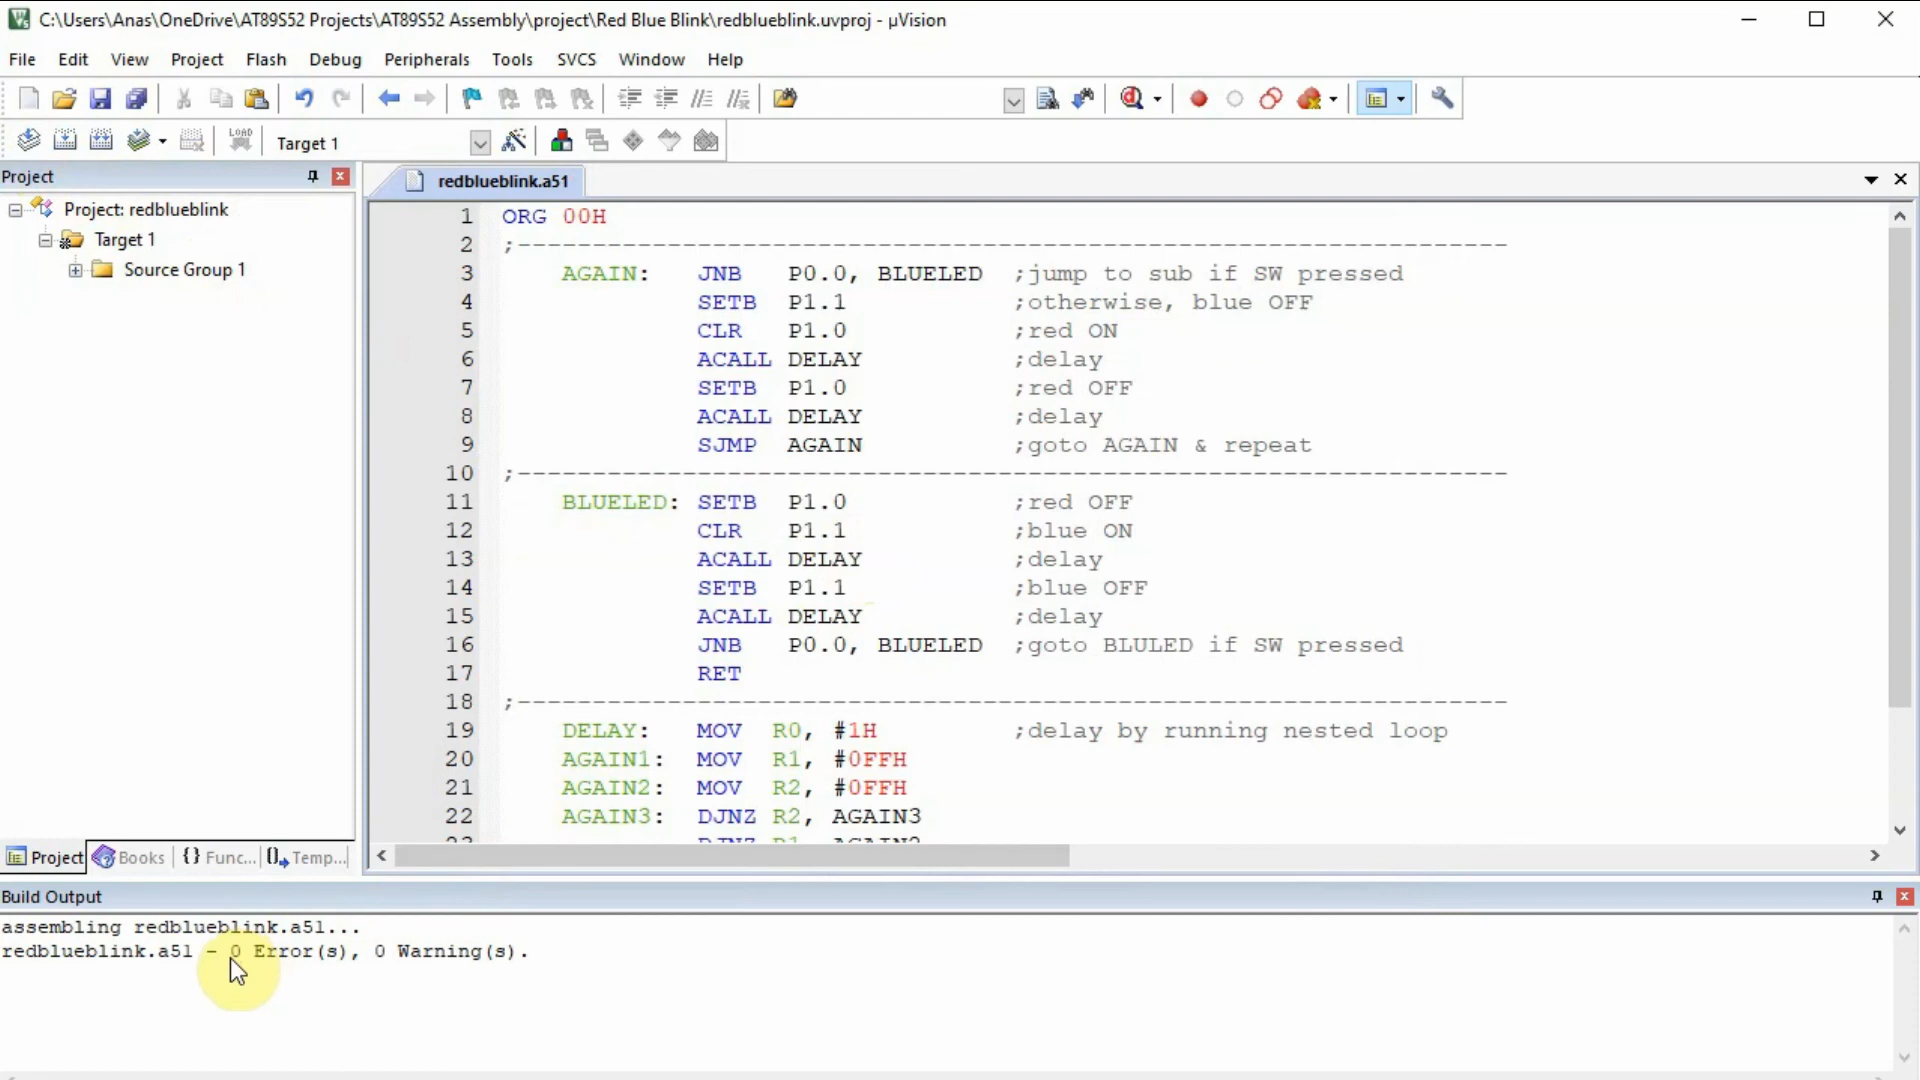 C:\Users\Anas\OneDrive\AT89S52 Projects\AT89S52 Assembly\project\Red Blue Blink\redblueblink.uvproj - µVision
File Edit View Project Flash Debug Peripherals Tools SVCS Window Help
LOAD Target 1
Project
redblueblink.a51
Project: redblueblink
Target 1
Source Group 1
1 ORG 00H
2 ;------------------------------------------------------------------
3 AGAIN: JNB P0.0, BLUELED ;jump to sub if SW pressed
4 SETB P1.1 ;otherwise, blue OFF
5 CLR P1.0 ;red ON
6 ACALL DELAY ;delay
7 SETB P1.0 ;red OFF
8 ACALL DELAY ;delay
9 SJMP AGAIN ;goto AGAIN & repeat
10 ;------------------------------------------------------------------
11 BLUELED: SETB P1.0 ;red OFF
12 CLR P1.1 ;blue ON
13 ACALL DELAY ;delay
14 SETB P1.1 ;blue OFF
15 ACALL DELAY ;delay
16 JNB P0.0, BLUELED ;goto BLULED if SW pressed
17 RET
18 ;------------------------------------------------------------------
19 DELAY: MOV R0, #1H ;delay by running nested loop
20 AGAIN1: MOV R1, #0FFH
21 AGAIN2: MOV R2, #0FFH
22 AGAIN3: DJNZ R2, AGAIN3
Project Books {} Func... Temp...
Build Output
assembling redblueblink.a51...
redblueblink.a51 - 0 Error(s), 0 Warning(s).